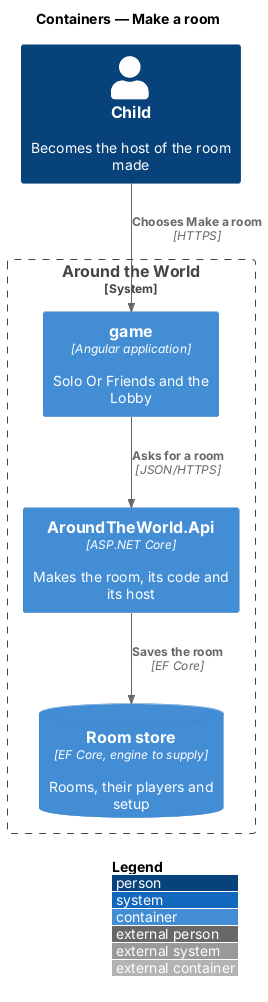 Containers — Make a room
Child
Becomes the host of the room
made
Chooses Make a room
[HTTPS]
Around the World
[System]
game
[Angular application]
Solo Or Friends and the
Lobby
Asks for a room
[JSON/HTTPS]
AroundTheWorld.Api
[ASP.NET Core]
Makes the room, its code and
its host
Saves the room
[EF Core]
Room store
[EF Core, engine to supply]
Rooms, their players and
setup
Legend
person
system
container
external person
external system
external container